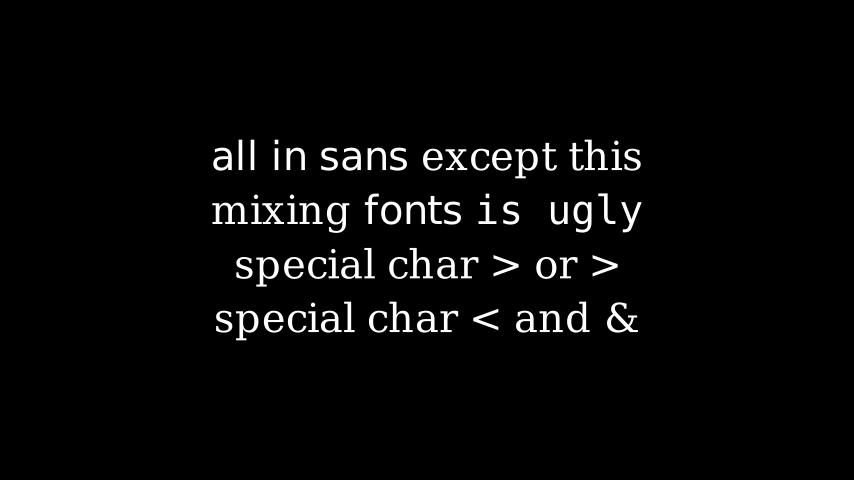 all in sans except this
mixing fonts is ugly
special char > or >
special char < and &